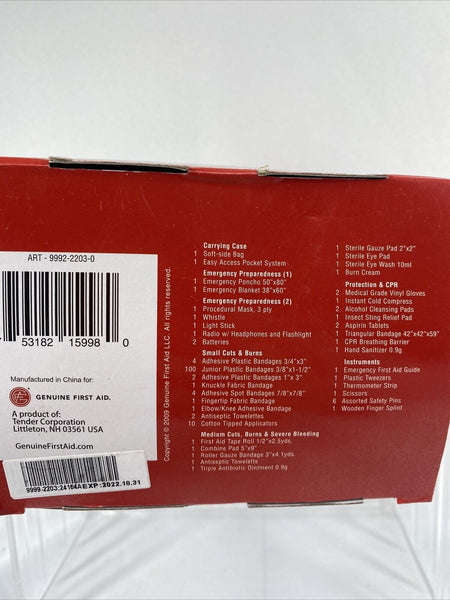 ART - 9992-2203-0
53182 15998 0
Manufactured in China for:
GENUINE FIRST AID.
A product of:
Tender Corporation
Littleton, NH 03561 USA
GenuineFirstAid.com
9999-2203:24164A EXP:2022.10.31
Copyright © 2009 Genuine First Aid LLC. All rights reserved.
Carrying Case
1 Soft-side Bag
1 Easy Access Pocket System
Emergency Preparedness (1)
1 Emergency Poncho 50"x80"
1 Emergency Blanket 38"x60"
Emergency Preparedness (2)
1 Procedural Mask, 3 ply
1 Whistle
1 Light Stick
1 Radio w/ Headphones and Flashlight
2 Batteries
Small Cuts & Burns
4 Adhesive Plastic Bandages 3/4"x3"
100 Junior Plastic Bandages 3/8"x1-1/2"
2 Adhesive Plastic Bandages 1"x 3"
1 Knuckle Fabric Bandage
4 Adhesive Spot Bandages 7/8"x7/8"
1 Fingertip Fabric Bandage
1 Elbow/Knee Adhesive Bandage
2 Antiseptic Towelettes
10 Cotton Tipped Applicators
Medium Cuts, Burns & Severe Bleeding
1 First Aid Tape Roll 1/2"x2.5yds.
1 Combine Pad 5"x9"
1 Roller Gauze Bandage 3"x4.1yds.
1 Antiseptic Towelette
1 Triple Antibiotic Ointment 0.9g
1 Sterile Gauze Pad 2"x2"
1 Sterile Eye Pad
1 Sterile Eye Wash 10ml
1 Burn Cream
Protection & CPR
2 Medical Grade Vinyl Gloves
1 Instant Cold Compress
2 Alcohol Cleansing Pads
1 Insect Sting Relief Pad
2 Aspirin Tablets
1 Triangular Bandage 42"x42"x59"
1 CPR Breathing Barrier
1 Hand Sanitizer 0.9g
Instruments
1 Emergency First Aid Guide
1 Plastic Tweezers
1 Thermometer Strip
1 Scissors
6 Assorted Safety Pins
1 Wooden Finger Splint